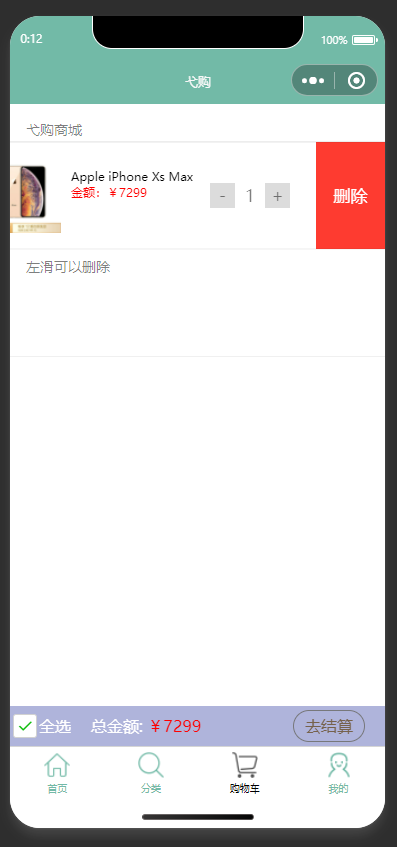 0:12
100%
弋购
弋购商城
Apple iPhone Xs Max
金额：￥7299
- 1 +
删除
左滑可以删除
全选 总金额: ￥7299 去结算
首页 分类 购物车 我的